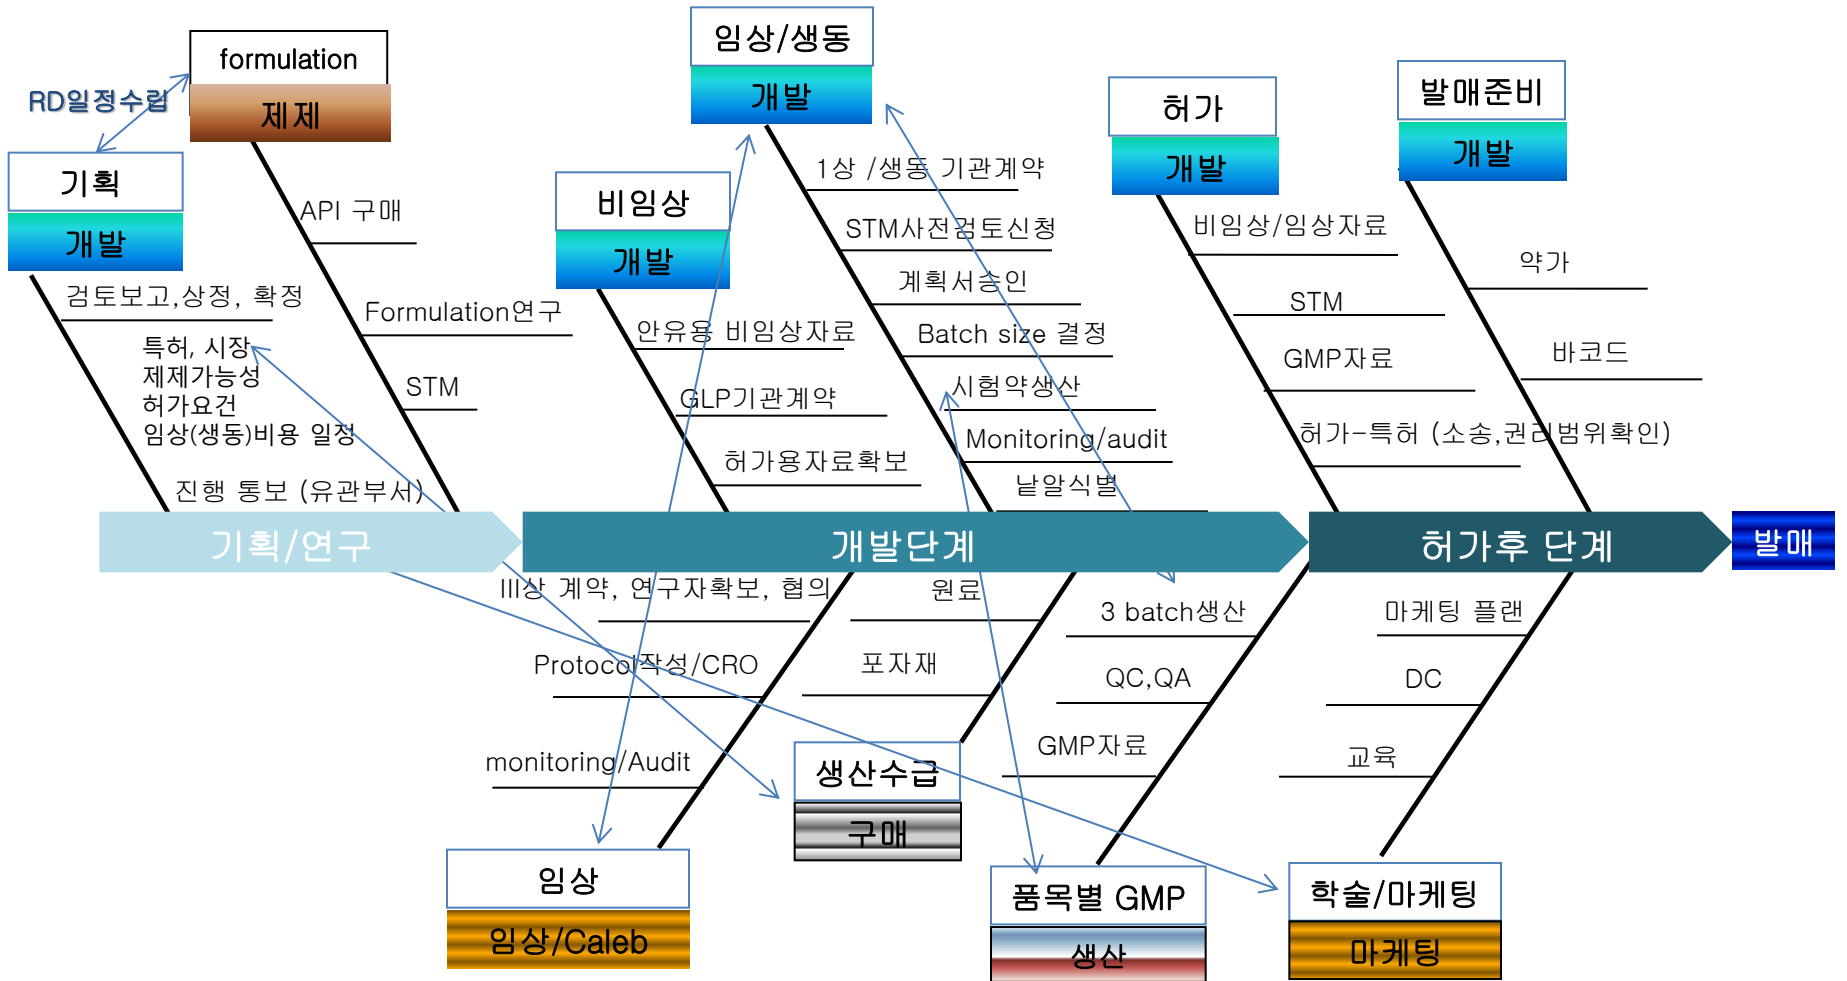 formulation
제제
RD일정수립
기획
개발
검토보고,상정, 확정
특허, 시장
제제가능성
허가요건
임상(생동)비용 일정
진행 통보 (유관부서)
API 구매
Formulation연구
STM
비임상
개발
안유용 비임상자료
GLP기관계약
허가용자료확보
임상/생동
개발
1상 /생동 기관계약
STM사전검토신청
계획서승인
Batch size 결정
시험약생산
Monitoring/audit
낱알식별
허가
개발
비임상/임상자료
STM
GMP자료
허가-특허 (소송,권리범위확인)
발매준비
개발
약가
바코드
기획/연구
개발단계
허가후 단계
발매
III상 계약, 연구자확보, 협의
Protocol작성/CRO
monitoring/Audit
임상
임상/Caleb
원료
포자재
생산수급
구매
3 batch생산
QC,QA
GMP자료
품목별 GMP
생산
마케팅 플랜
DC
교육
학술/마케팅
마케팅